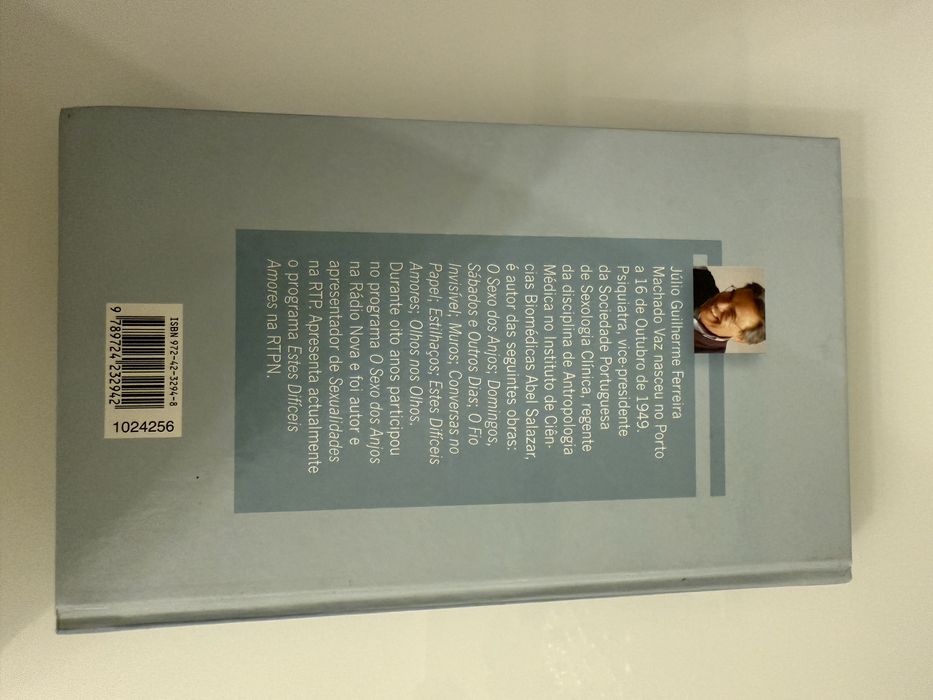 Júlio Guilherme Ferreira
Machado Vaz nasceu no Porto
a 16 de Outubro de 1949.
Psiquiatra, vice-presidente
da Sociedade Portuguesa
de Sexologia Clínica, regente
da disciplina de Antropologia
Médica no Instituto de Ciên-
cias Biomédicas Abel Salazar,
é autor das seguintes obras:
O Sexo dos Anjos; Domingos,
Sábados e Outros Dias; O Fio
Invisível; Muros; Conversas no
Papel; Estilhaços; Estes Difíceis
Amores; Olhos nos Olhos.
Durante oito anos participou
no programa O Sexo dos Anjos
na Rádio Nova e foi autor e
apresentador de Sexualidades
na RTP. Apresenta actualmente
o programa Estes Difíceis
Amores na RTPN.
ISBN 972-42-3294-8
9 789724 232942
1024256